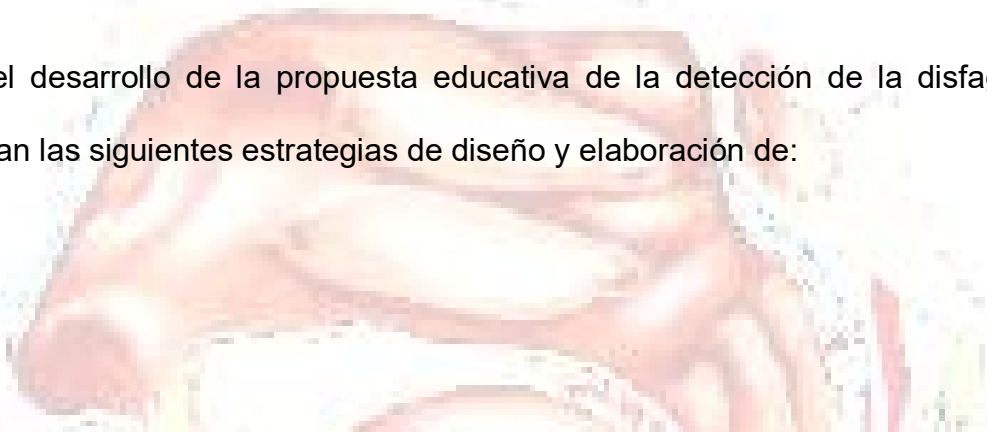 el desarrollo de la propuesta educativa de la detección de la
an las siguientes estrategias de diseño y elaboración de: